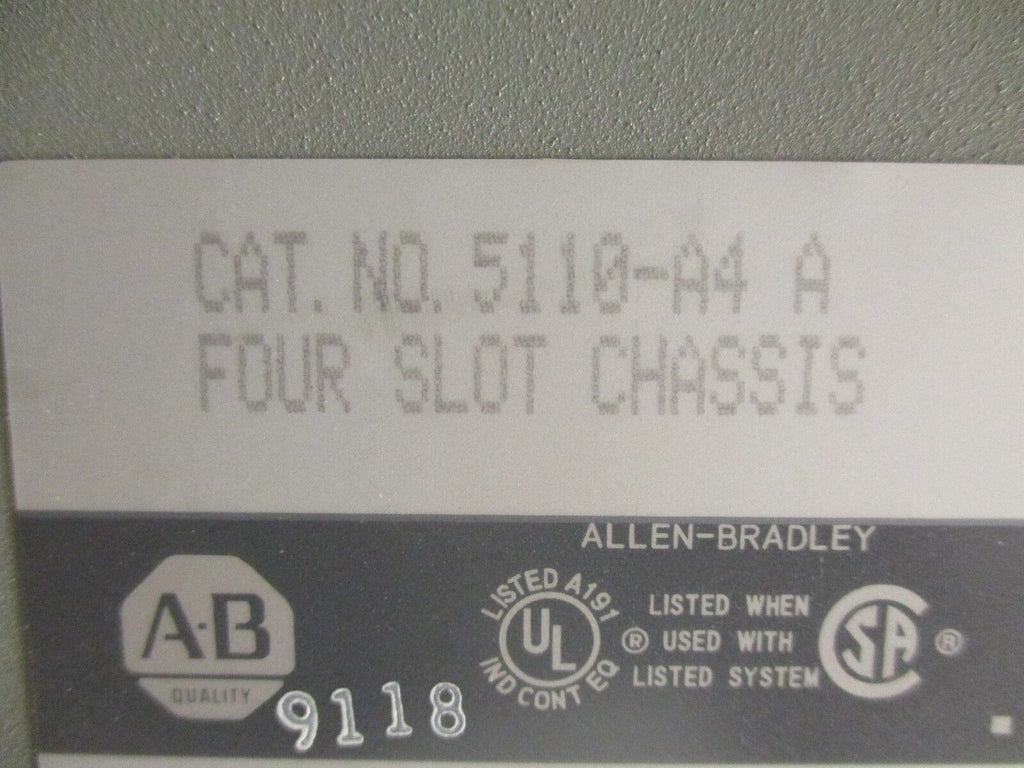 CAT. NO. 5110-A4 A
FOUR SLOT CHASSIS
ALLEN-BRADLEY
A·B
QUALITY
9118
LISTED A191
UL
IND CONT EQ
®
LISTED WHEN
USED WITH
LISTED SYSTEM
SA
®